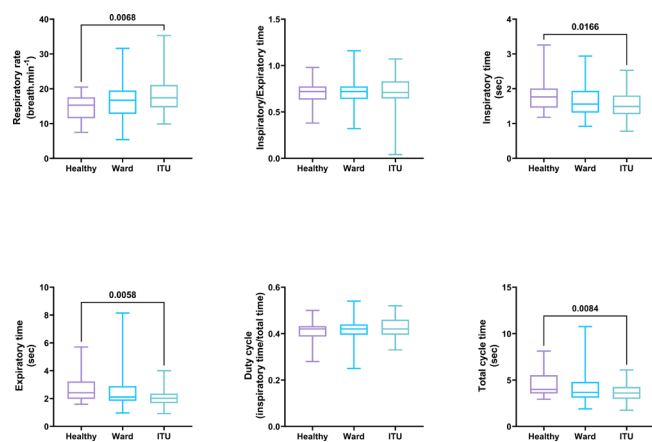 0.0068
40
30
20
10
0
Respiratory rate
(breath.min-1)
Healthy Ward ITU
1.5
1.0
0.5
0.0
Inspiratory/Expiratory time
Healthy Ward ITU
0.0166
4
3
2
1
0
Inspiratory time
(sec)
Healthy Ward ITU
0.0058
10
8
6
4
2
0
Expiratory time
(sec)
Healthy Ward ITU
0.6
0.4
0.2
0.0
Duty cycle
(inspiratory time/total time)
Healthy Ward ITU
0.0084
15
10
5
0
Total cycle time
(sec)
Healthy Ward ITU